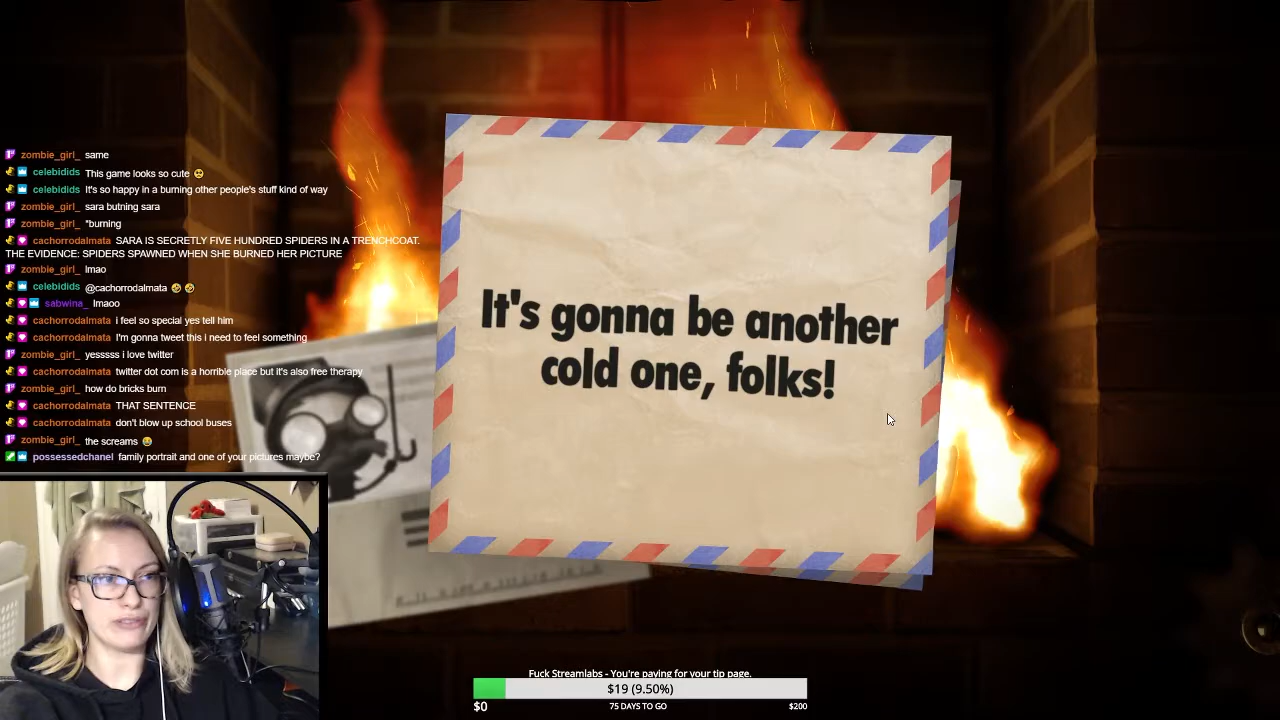 zombie_girl_ same
celebidids This game looks so cute
celebidids It's so happy in a burning other people's stuff kind of way
zombie_girl_ sara butning sara
zombie_girl_ *burning
cachorrodalmata SARA IS SECRETLY FIVE HUNDRED SPIDERS IN A TRENCHCOAT.
THE EVIDENCE: SPIDERS SPAWNED WHEN SHE BURNED HER PICTURE
zombie_girl_ lmao
celebidids @cachorrodalmata 🤣 🤣
sabwina_ lmaoo
cachorrodalmata i feel so special yes tell him
cachorrodalmata I'm gonna tweet this i need to feel something
zombie_girl_ yesssss i love twitter
cachorrodalmata twitter dot com is a horrible place but it's also free therapy
zombie_girl_ how do bricks burn
cachorrodalmata THAT SENTENCE
cachorrodalmata don't blow up school buses
zombie_girl_ the screams 😂
possessedchanel family portrait and one of your pictures maybe?
It's gonna be another
cold one, folks!
Fuck Streamlabs - You're paying for your tip page.
$19 (9.50%)
$0 75 DAYS TO GO $200